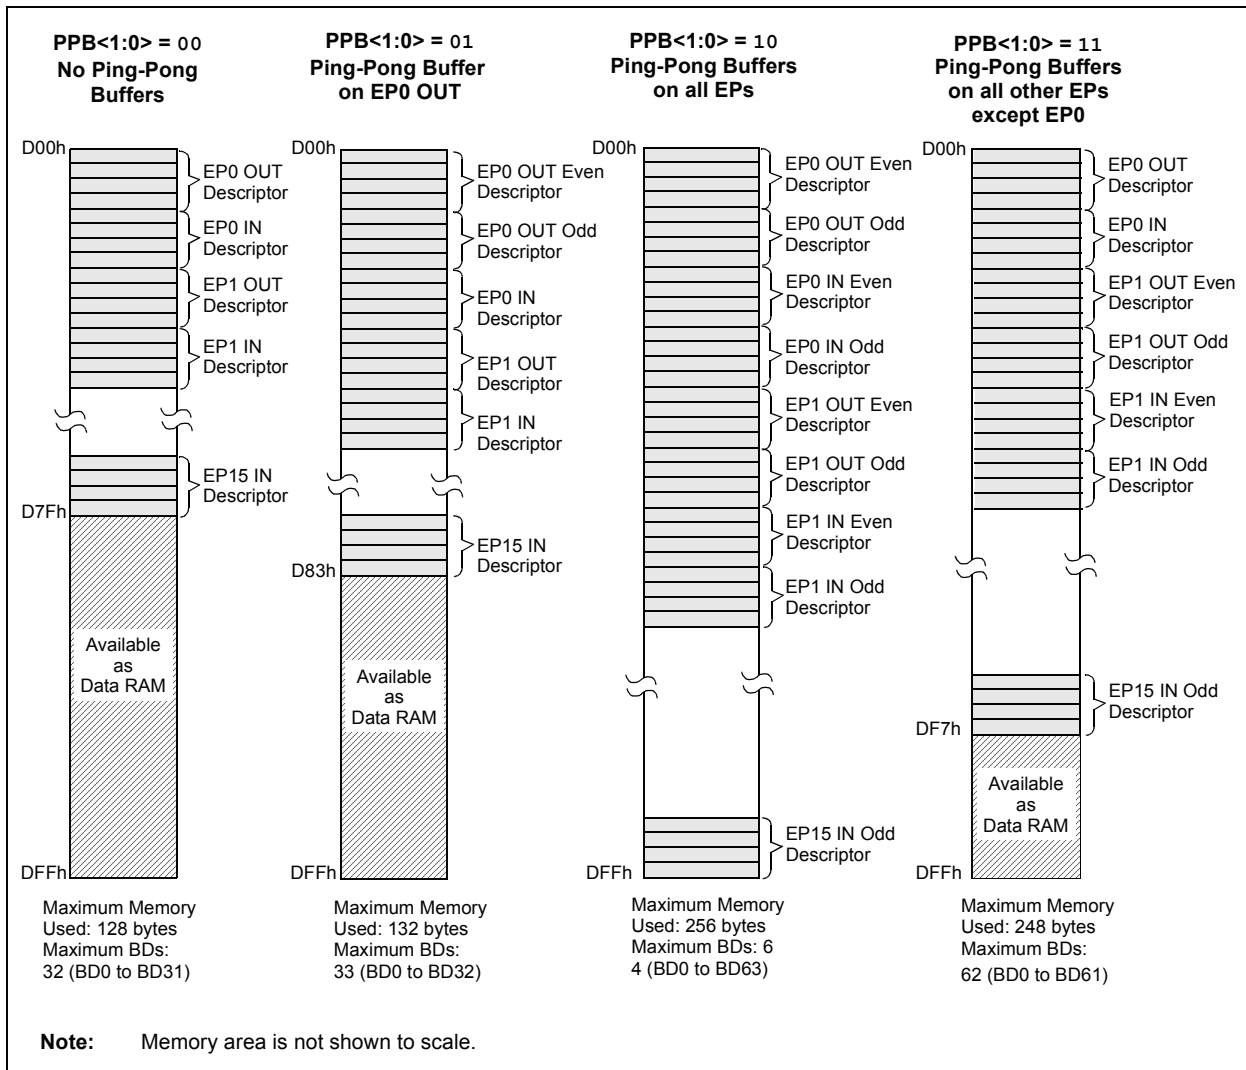 PPB<1:0> = 00
No Ping-Pong
Buffers
D00h
EP0 OUT
Descriptor
EP0 IN
Descriptor
EP1 OUT
Descriptor
EP1 IN
Descriptor
EP15 IN
Descriptor
D7Fh
Available
as
Data RAM
DFFh
Maximum Memory
Used: 128 bytes
Maximum BDs:
32 (BD0 to BD31)
PPB<1:0> = 01
Ping-Pong Buffer
on EP0 OUT
D00h
EP0 OUT Even
Descriptor
EP0 OUT Odd
Descriptor
EP0 IN
Descriptor
EP1 OUT
Descriptor
EP1 IN
Descriptor
EP15 IN
Descriptor
D83h
Available
as
Data RAM
DFFh
Maximum Memory
Used: 132 bytes
Maximum BDs:
33 (BD0 to BD32)
PPB<1:0> = 10
Ping-Pong Buffers
on all EPs
D00h
EP0 OUT Even
Descriptor
EP0 OUT Odd
Descriptor
EP0 IN Even
Descriptor
EP0 IN Odd
Descriptor
EP1 OUT Even
Descriptor
EP1 OUT Odd
Descriptor
EP1 IN Even
Descriptor
EP1 IN Odd
Descriptor
EP15 IN Odd
Descriptor
DFFh
Maximum Memory
Used: 256 bytes
Maximum BDs: 6
4 (BD0 to BD63)
PPB<1:0> = 11
Ping-Pong Buffers
on all other EPs
except EP0
D00h
EP0 OUT
Descriptor
EP0 IN
Descriptor
EP1 OUT Even
Descriptor
EP1 OUT Odd
Descriptor
EP1 IN Even
Descriptor
EP1 IN Odd
Descriptor
EP15 IN Odd
Descriptor
DF7h
Available
as
Data RAM
DFFh
Maximum Memory
Used: 248 bytes
Maximum BDs:
62 (BD0 to BD61)
Note: Memory area is not shown to scale.